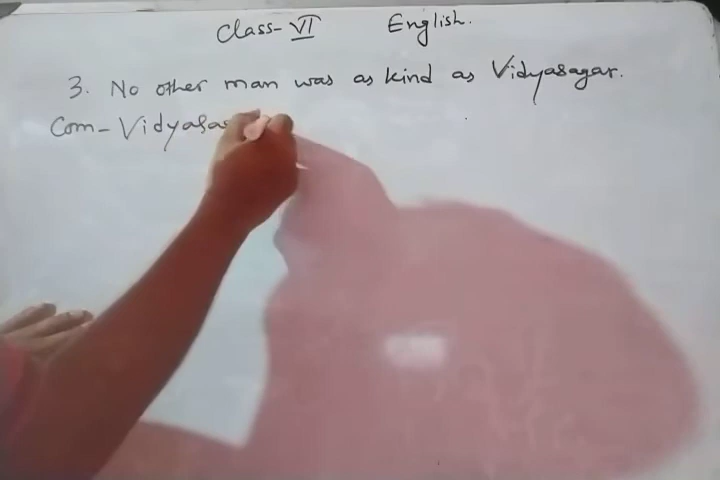 Class-VI English.
3. No other man was as kind as Vidyasagar.
Com-Vidyasa